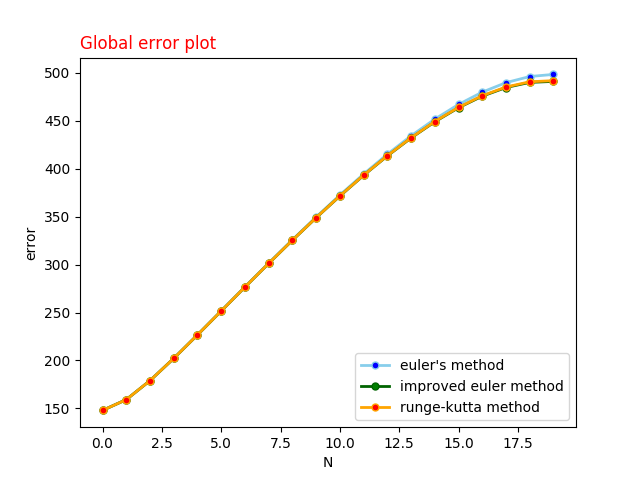 Global error plot
500
450
400
350
300
250
200
150
error
0.0 2.5 5.0 7.5 10.0 12.5 15.0 17.5
N
euler's method
improved euler method
runge-kutta method